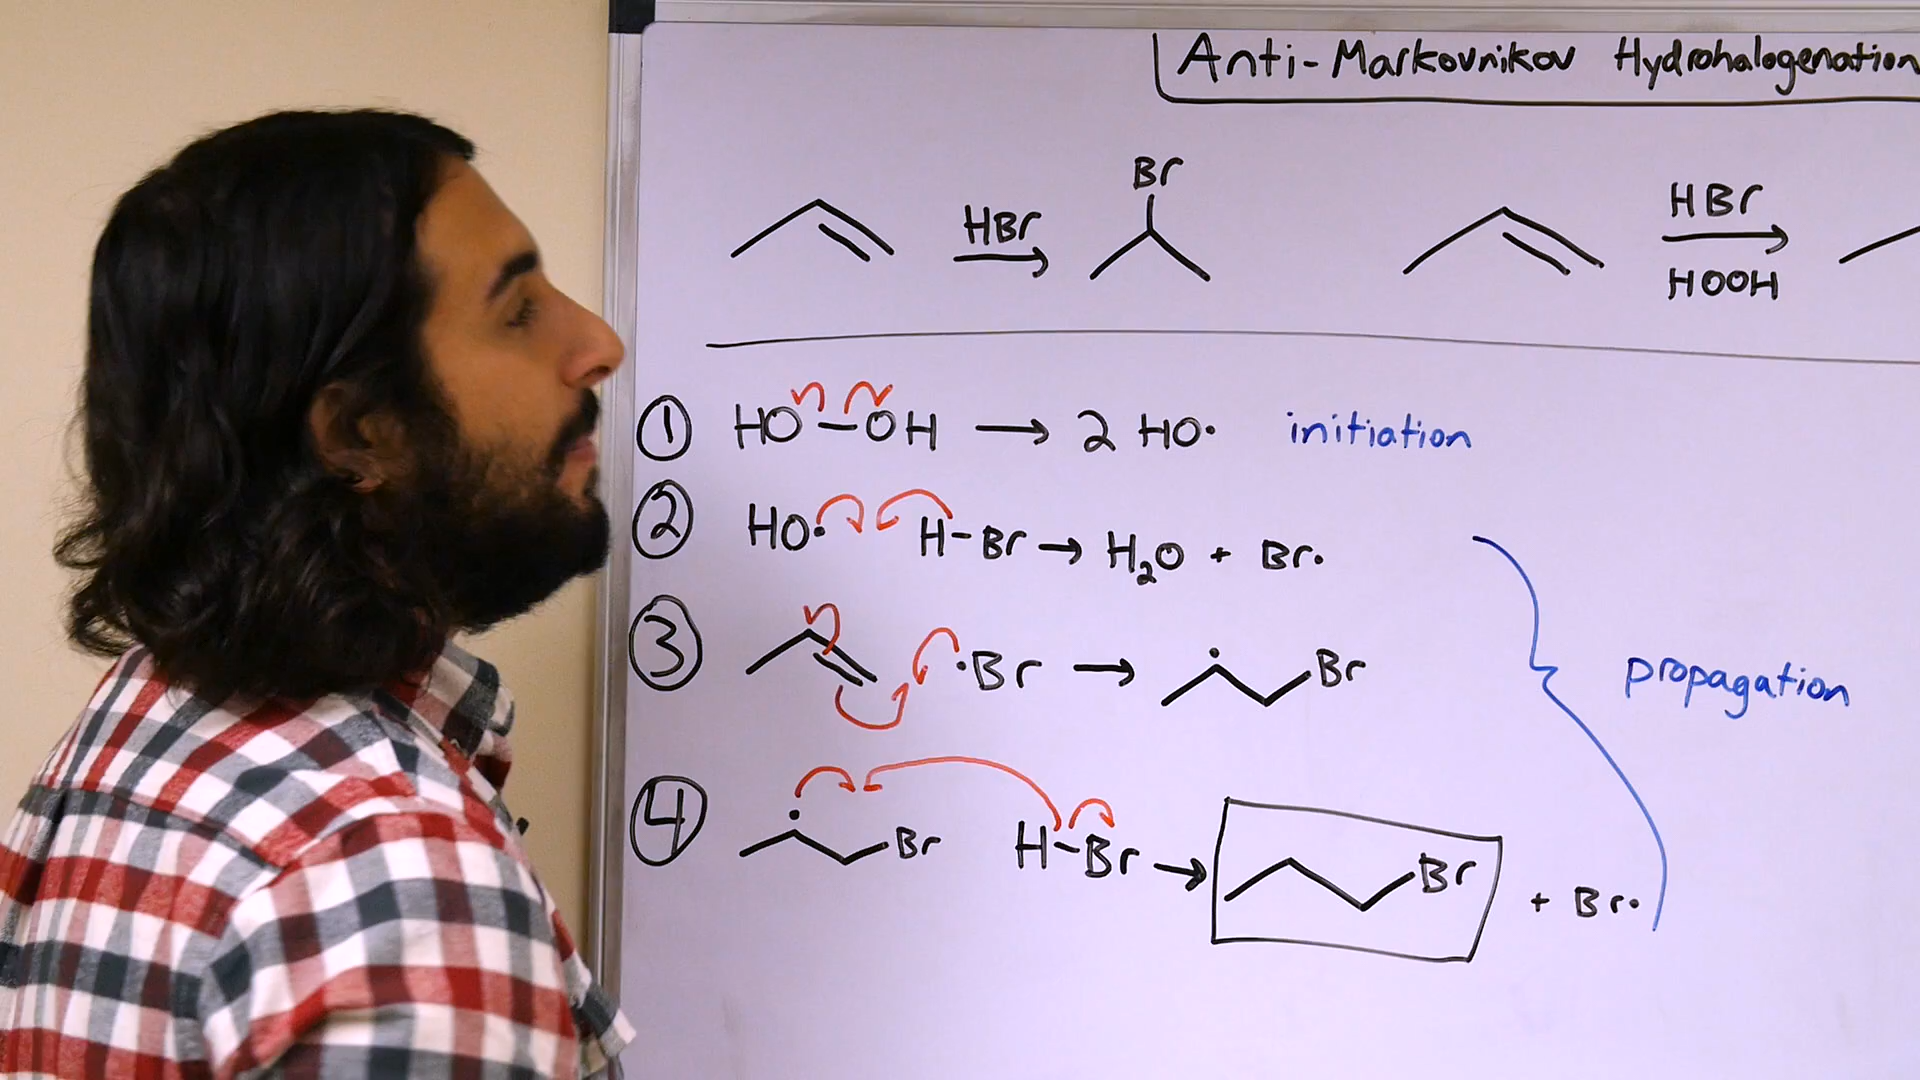 Anti-Markovnikov Hydrohalogenation
HBr
Br
HBr
HOOH
1 HO—OH → 2 HO· initiation
2 HO· H-Br → H₂O + Br·
3 ·Br → Br
propagation
4 Br H-Br → Br + Br·